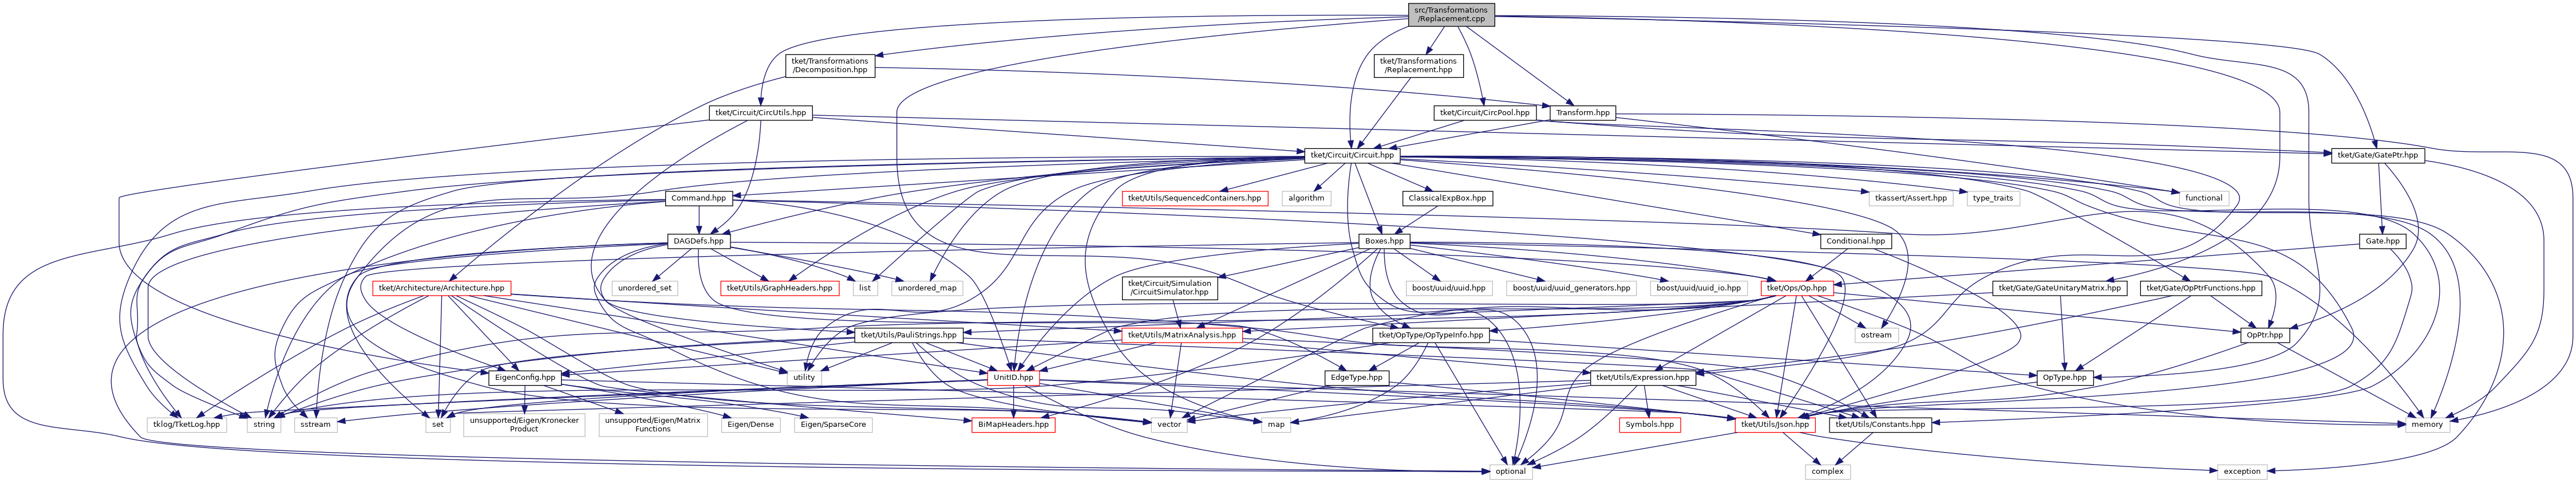 src/Transformations
/Replacement.cpp
tket/Transformations
/Decomposition.hpp
tket/Transformations
/Replacement.hpp
tket/Circuit/CircUtils.hpp
tket/Circuit/CircPool.hpp
Transform.hpp
tket/Circuit/Circuit.hpp
tket/Gate/GatePtr.hpp
Command.hpp
tket/Utils/SequencedContainers.hpp
algorithm
ClassicalExpBox.hpp
tkassert/Assert.hpp
type_traits
functional
DAGDefs.hpp
Boxes.hpp
Conditional.hpp
Gate.hpp
tket/Architecture/Architecture.hpp
unordered_set
tket/Utils/GraphHeaders.hpp
list
unordered_map
tket/Circuit/Simulation
/CircuitSimulator.hpp
boost/uuid/uuid.hpp
boost/uuid/uuid_generators.hpp
boost/uuid/uuid_io.hpp
tket/Ops/Op.hpp
tket/Gate/GateUnitaryMatrix.hpp
tket/Gate/OpPtrFunctions.hpp
tket/Utils/PauliStrings.hpp
tket/Utils/MatrixAnalysis.hpp
tket/OpType/OpTypeInfo.hpp
ostream
OpPtr.hpp
EigenConfig.hpp
utility
UnitID.hpp
EdgeType.hpp
tket/Utils/Expression.hpp
OpType.hpp
tklog/TketLog.hpp
string
sstream
set
unsupported/Eigen/Kronecker
Product
unsupported/Eigen/Matrix
Functions
Eigen/Dense
Eigen/SparseCore
BiMapHeaders.hpp
vector
map
Symbols.hpp
tket/Utils/Json.hpp
tket/Utils/Constants.hpp
memory
optional
complex
exception